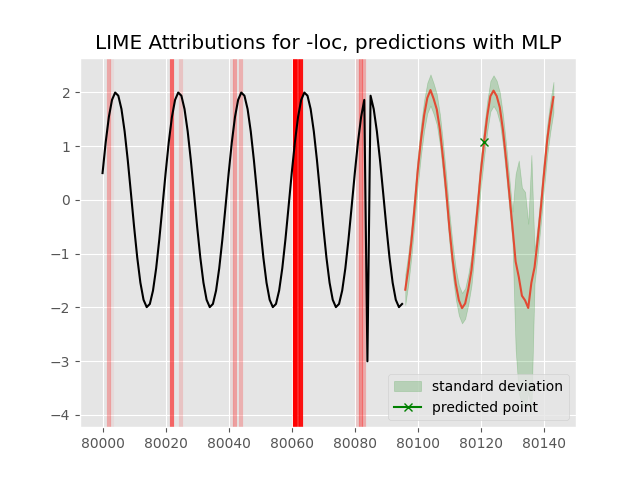 LIME Attributions for -loc, predictions with MLP
2
1
0
−1
−2
−3
−4
standard deviation
predicted point
80000 80020 80040 80060 80080 80100 80120 80140